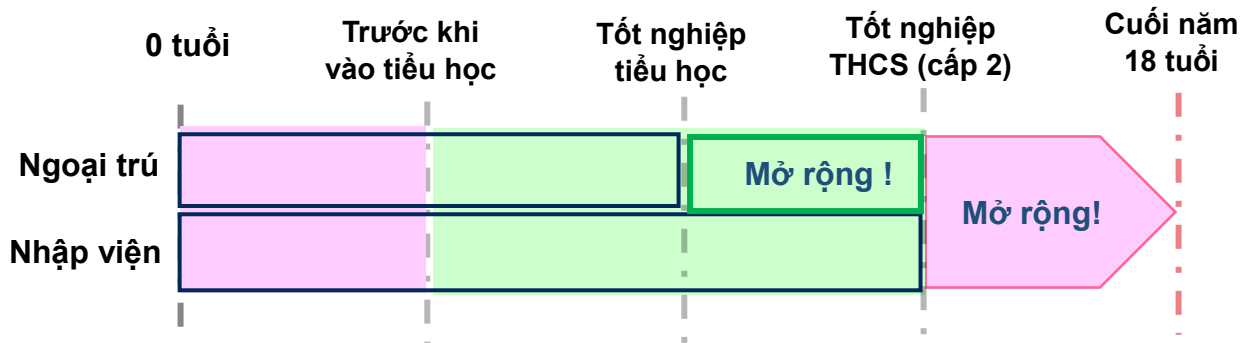 0 tuổi
Trước khi
vào tiểu học
Tốt nghiệp
tiểu học
Tốt nghiệp
THCS (cấp 2)
Cuối năm
18 tuổi
Ngoại trú
Mở rộng !
Mở rộng!
Nhập viện